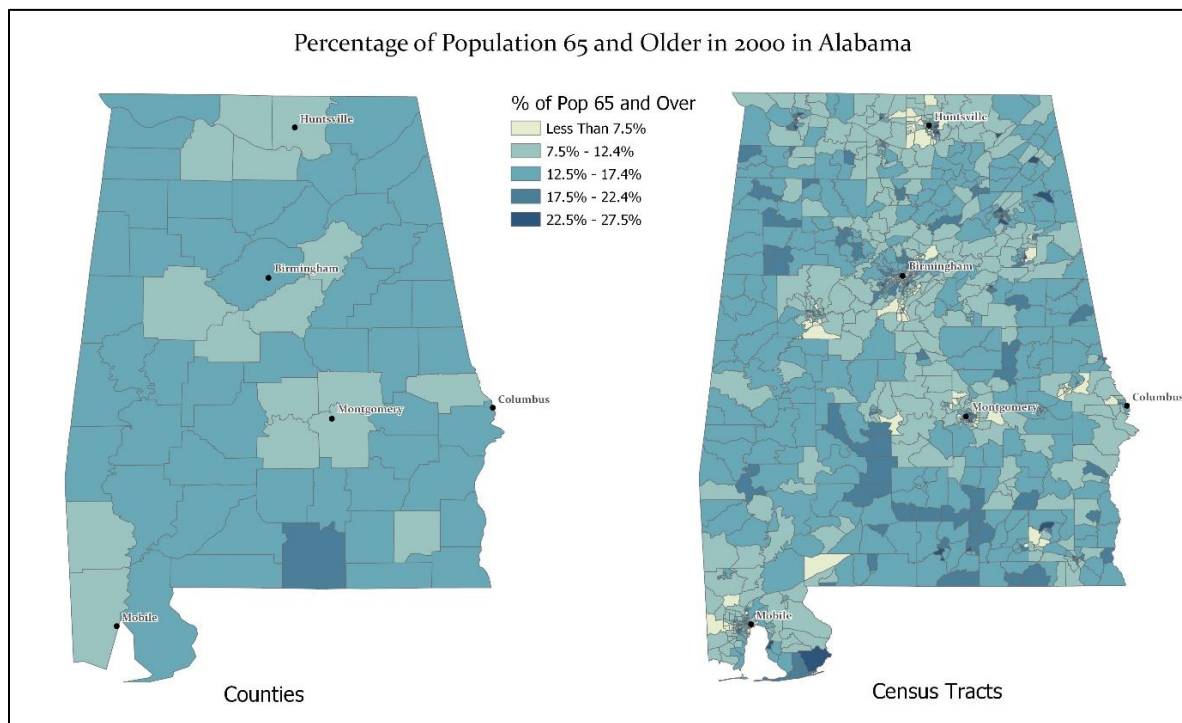 Percentage of Population 65 and Older in 2000 in Alabama
% of Pop 65 and Over
Less Than 7.5%
7.5% - 12.4%
12.5% - 17.4%
17.5% - 22.4%
22.5% - 27.5%
Huntsville
Birmingham
Montgomery
Columbus
Mobile
Counties
Huntsville
Birmingham
Montgomery
Columbus
Mobile
Census Tracts